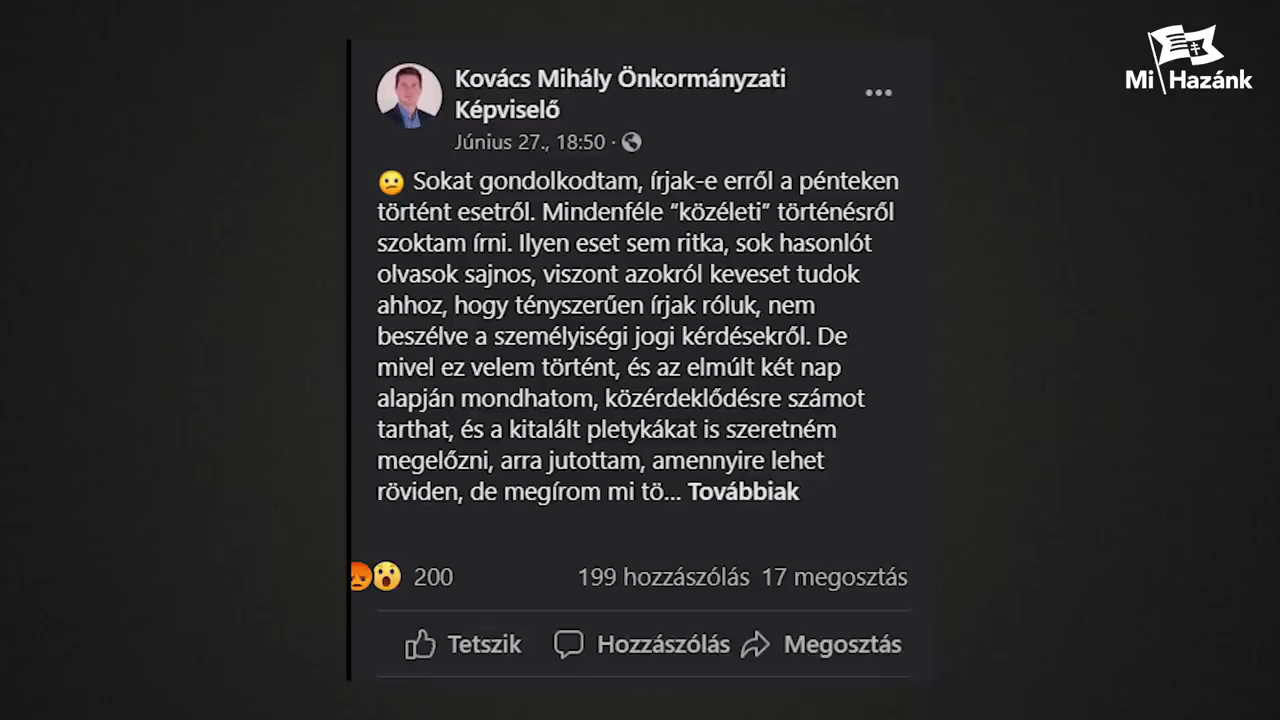 Mi Hazánk
Kovács Mihály Önkormányzati
Képviselő
Június 27., 18:50 ·
Sokat gondolkodtam, írjak-e erről a pénteken
történt esetről. Mindenféle “közéleti” történésről
szoktam írni. Ilyen eset sem ritka, sok hasonlót
olvasok sajnos, viszont azokról keveset tudok
ahhoz, hogy tényszerűen írjak róluk, nem
beszélve a személyiségi jogi kérdésekről. De
mivel ez velem történt, és az elmúlt két nap
alapján mondhatom, közérdeklődésre számot
tarthat, és a kitalált pletykákat is szeretném
megelőzni, arra jutottam, amennyire lehet
röviden, de megírom mi tö... Továbbiak
200 199 hozzászólás 17 megosztás
Tetszik Hozzászólás Megosztás